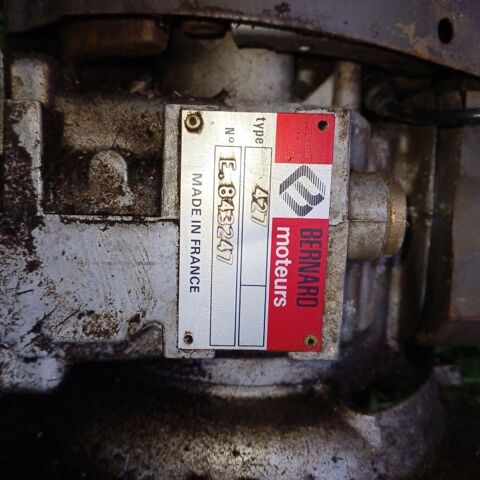 BERNARD
moteurs
type 427
N° E.843247
MADE IN FRANCE